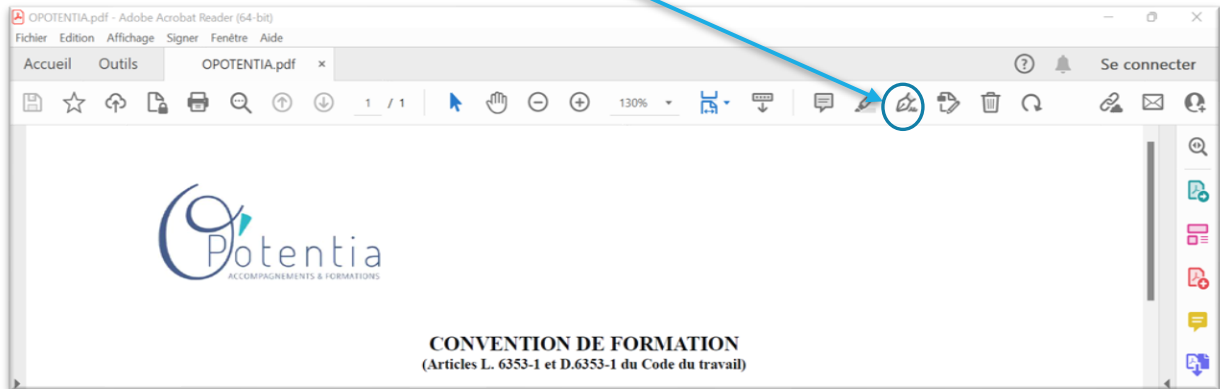 OPOTENTIA.pdf - Adobe Acrobat Reader (64-bit)
Fichier Edition Affichage Signer Fenêtre Aide
Accueil Outils OPOTENTIA.pdf × Se connecter
1 / 1 130%
O'Potentia
ACCOMPAGNEMENTS & FORMATIONS
CONVENTION DE FORMATION
(Articles L. 6353-1 et D.6353-1 du Code du travail)